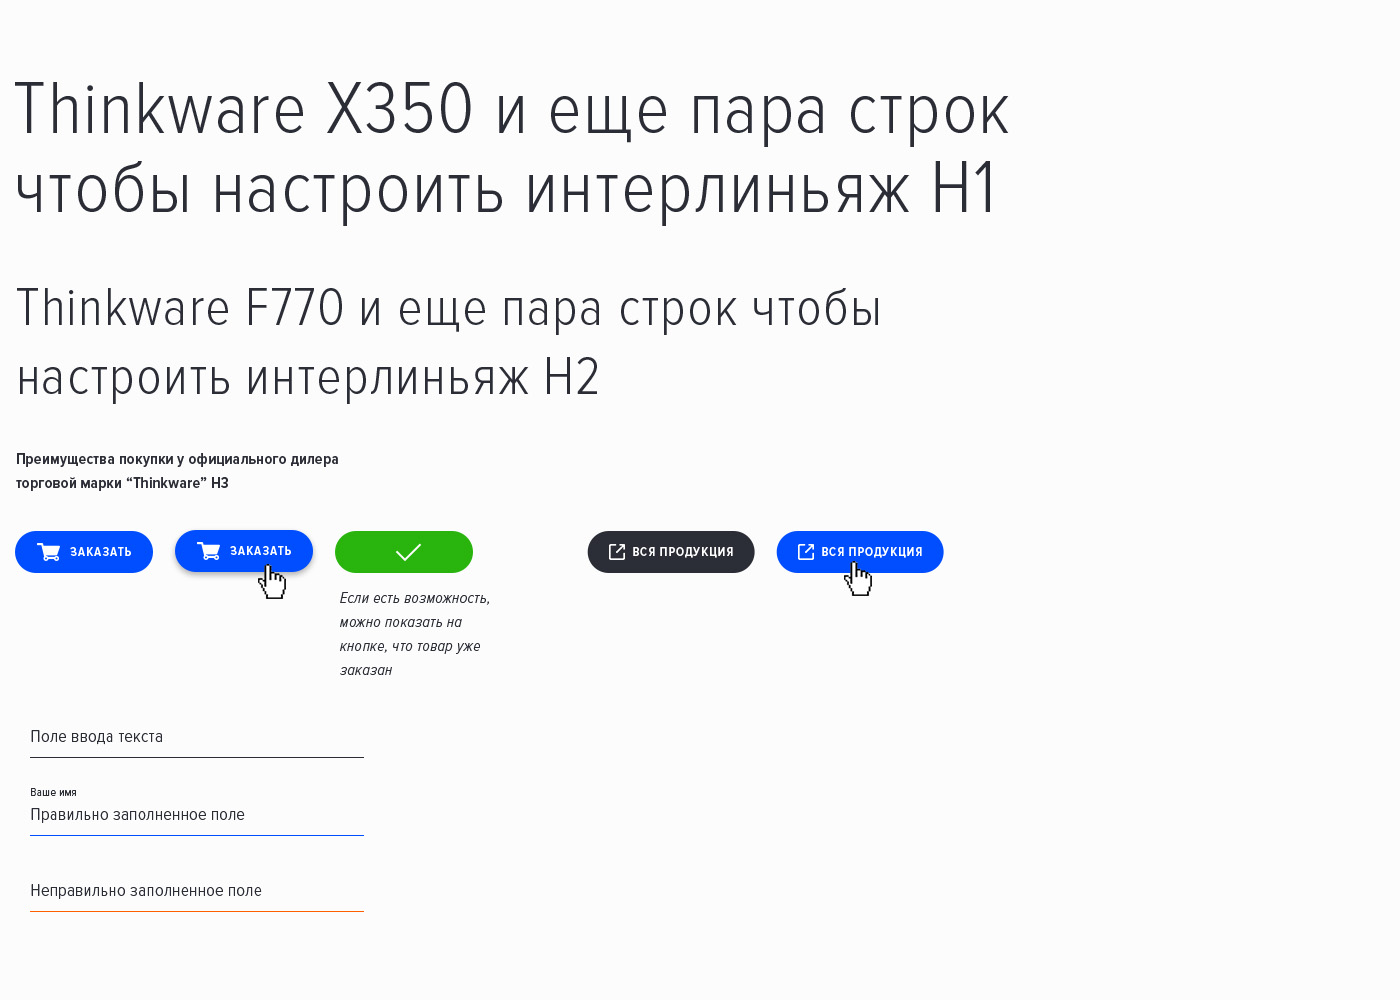 Thinkware X350 и еще пара строк
чтобы настроить интерлиньяж H1
Thinkware F770 и еще пара строк чтобы
настроить интерлиньяж H2
Преимущества покупки у официального дилера
торговой марки “Thinkware” H3
ЗАКАЗАТЬ
ЗАКАЗАТЬ
ВСЯ ПРОДУКЦИЯ
ВСЯ ПРОДУКЦИЯ
Если есть возможность,
можно показать на
кнопке, что товар уже
заказан
Поле ввода текста
Ваше имя
Правильно заполненное поле
Неправильно заполненное поле